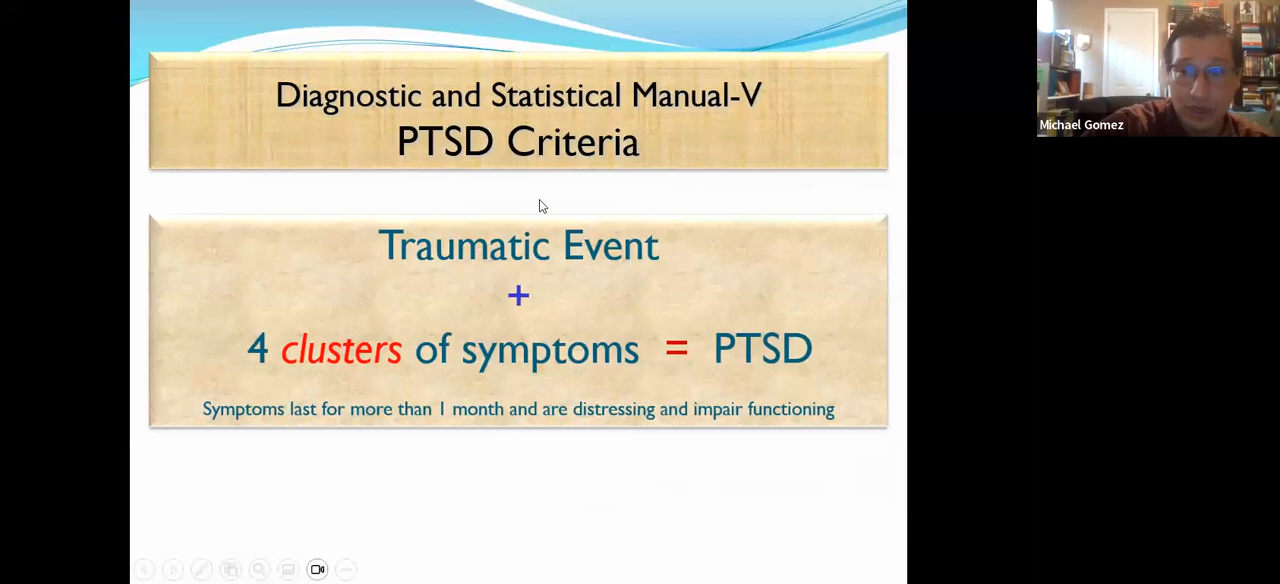 Diagnostic and Statistical Manual-V
PTSD Criteria
Traumatic Event
+
4 clusters of symptoms = PTSD
Symptoms last for more than 1 month and are distressing and impair functioning
Michael Gomez